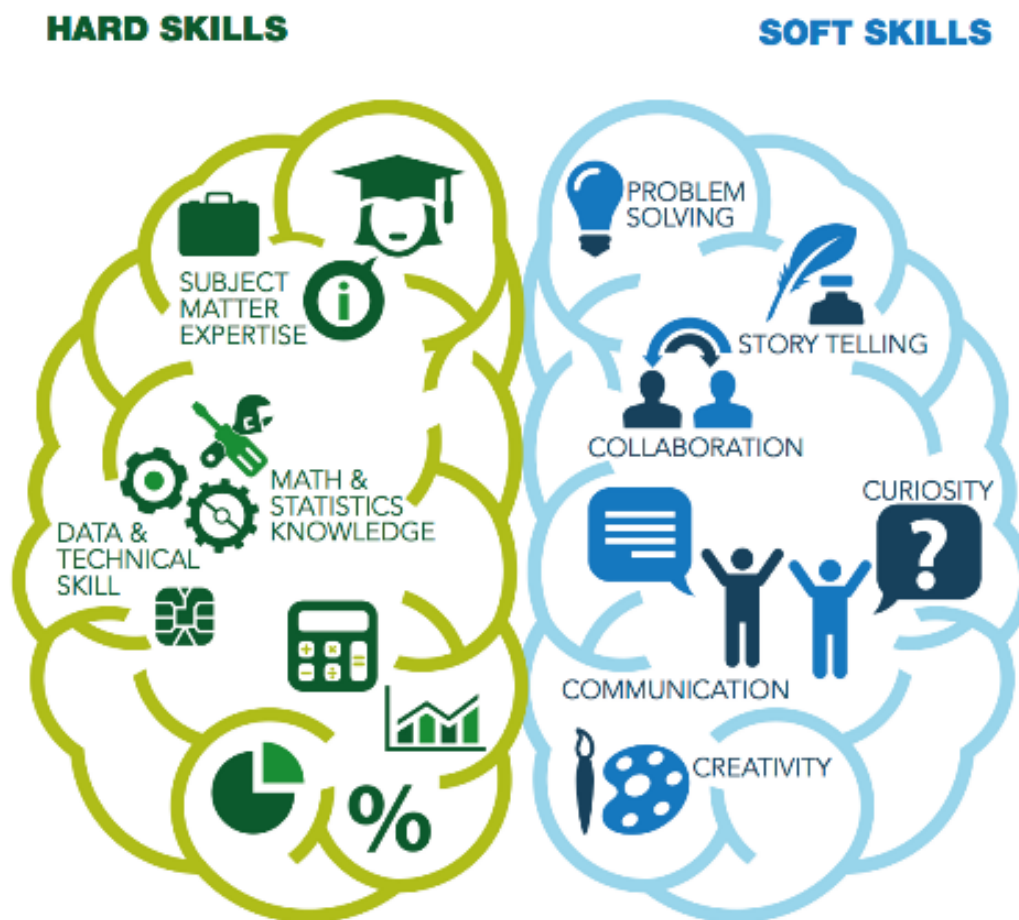 HARD SKILLS
SUBJECT
MATTER
EXPERTISE
i
MATH &
STATISTICS
KNOWLEDGE
DATA &
TECHNICAL
SKILL
%
SOFT SKILLS
PROBLEM
SOLVING
STORY TELLING
COLLABORATION
CURIOSITY
?
COMMUNICATION
CREATIVITY